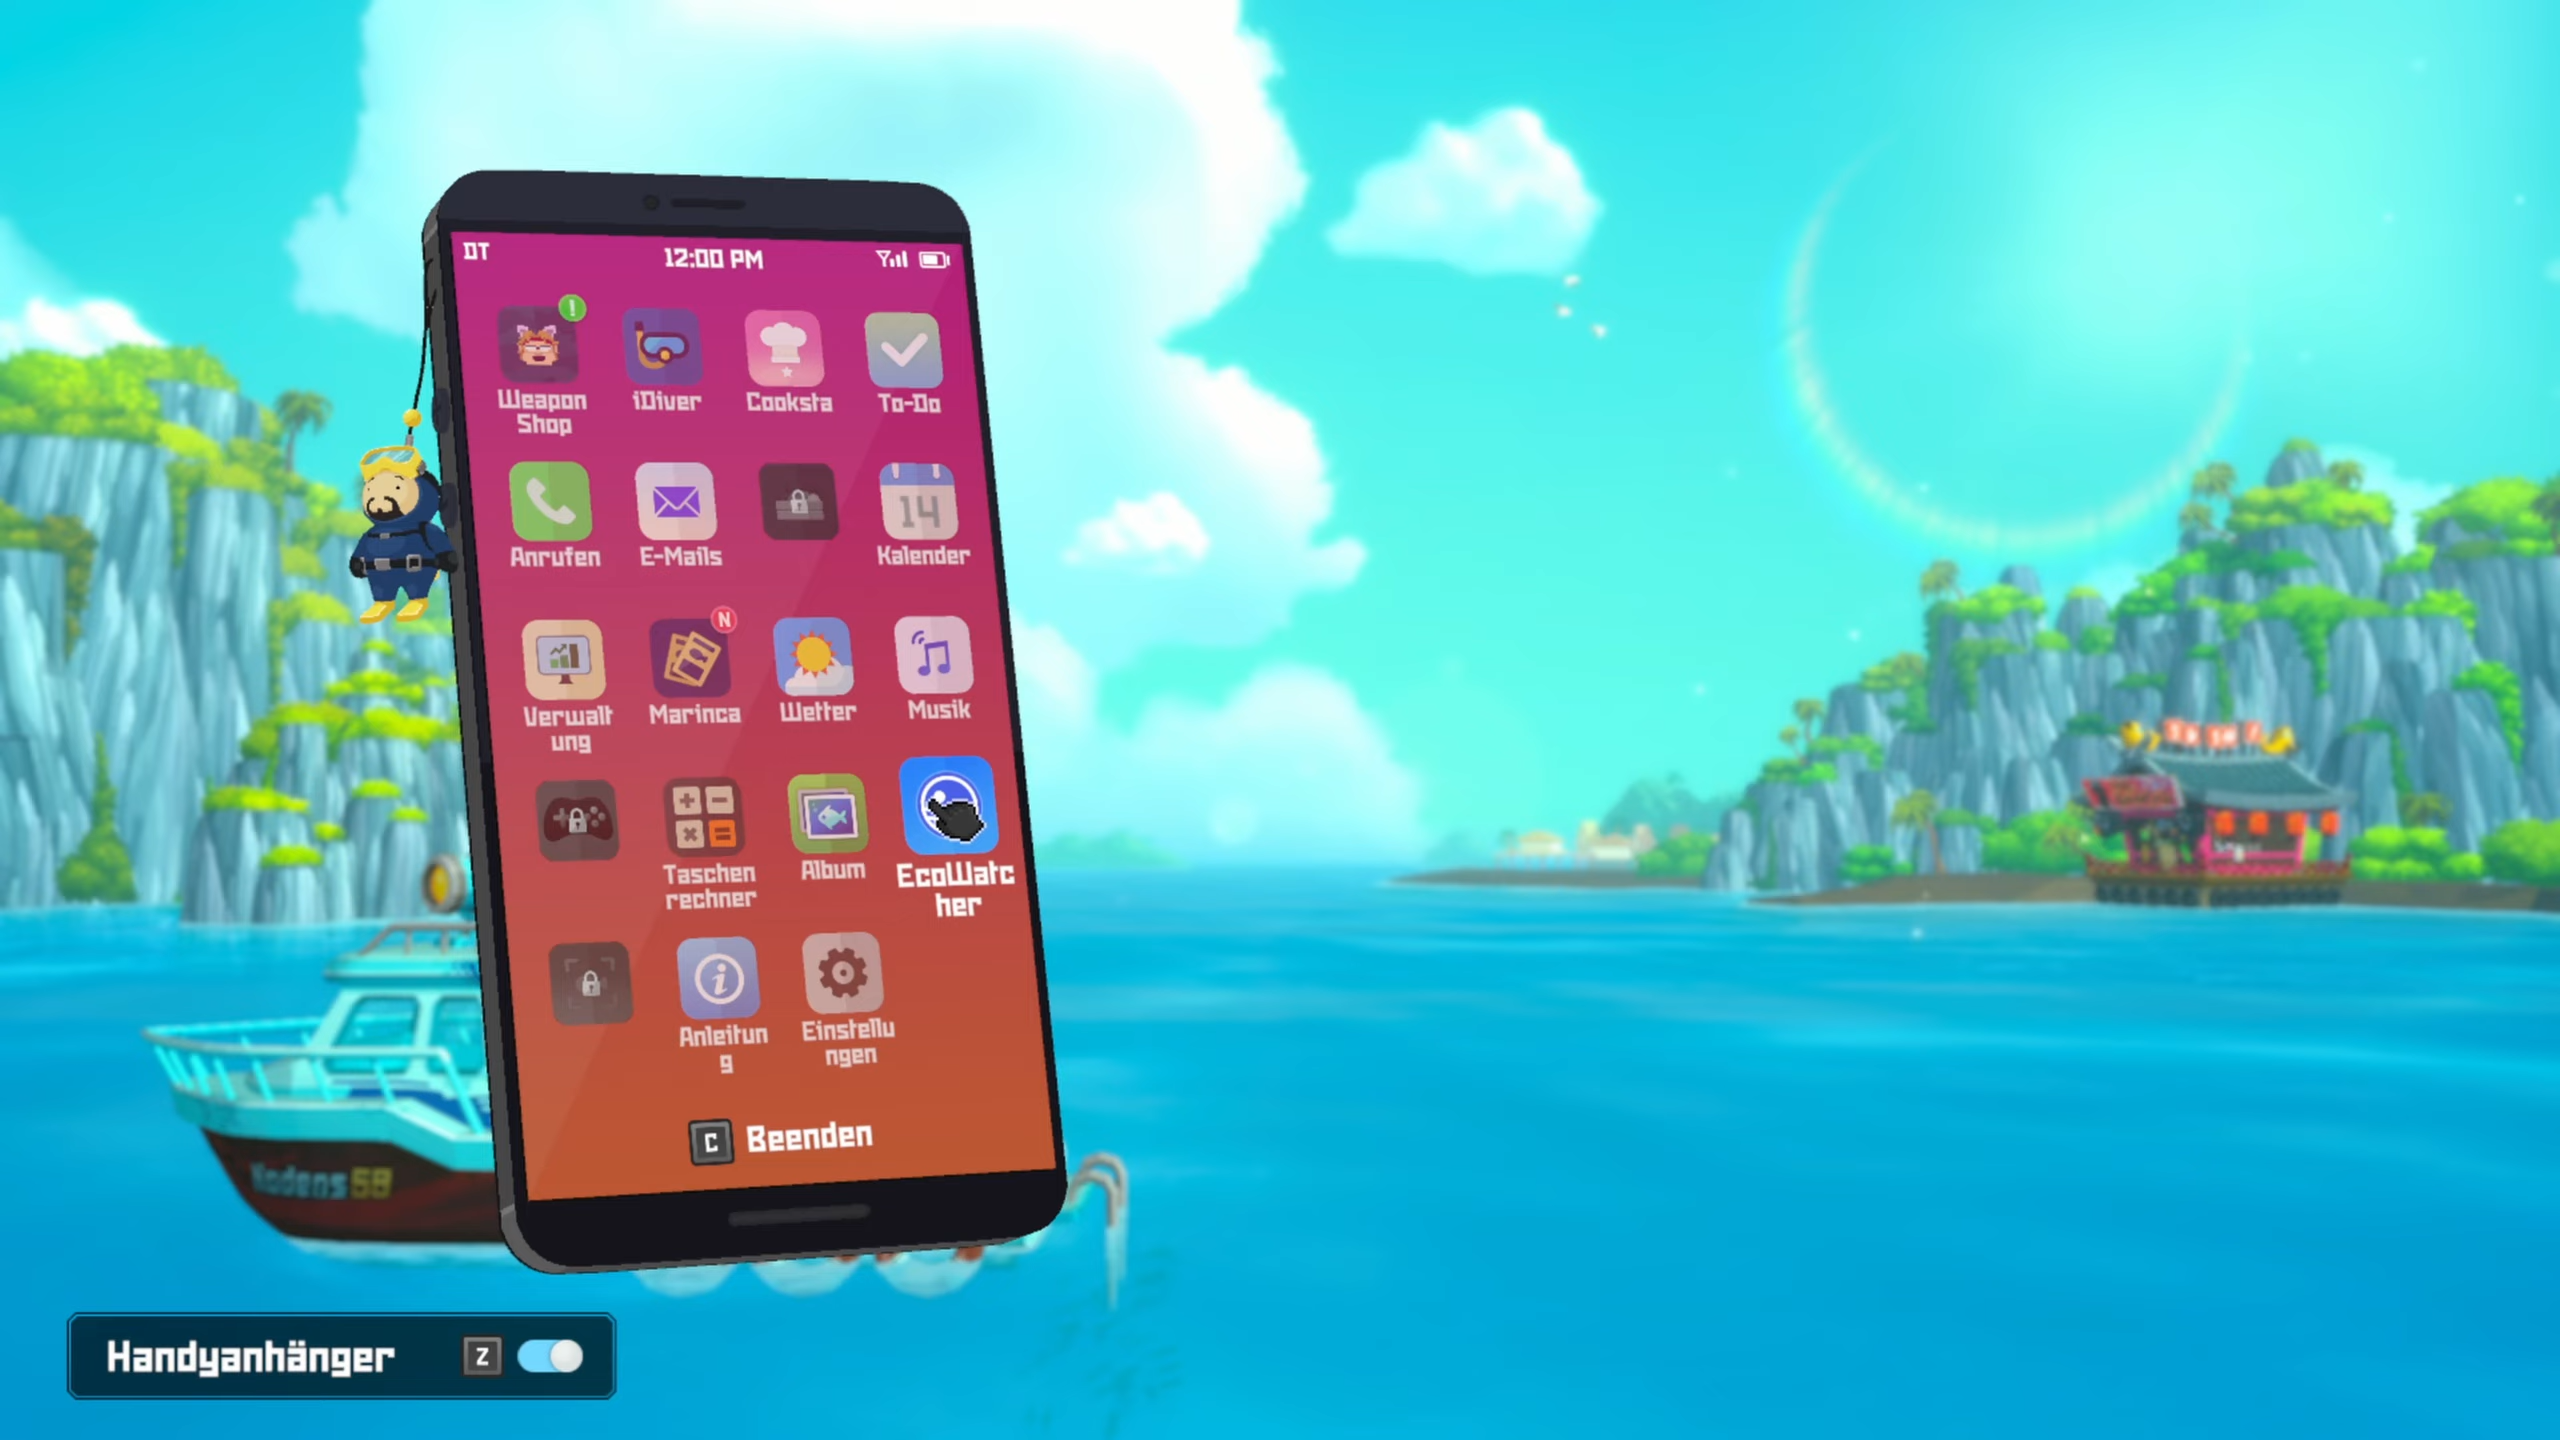 DT
12:00 PM
Weapon
Shop
iDiver
Cooksta
To-Do
Anrufen
E-Mails
14
Kalender
Verwalt
ung
N
Marinca
Wetter
Musik
Taschen
rechner
Album
EcoWatc
her
Anleitun
g
Einstellu
ngen
C Beenden
Kodens58
Handyanhänger Z